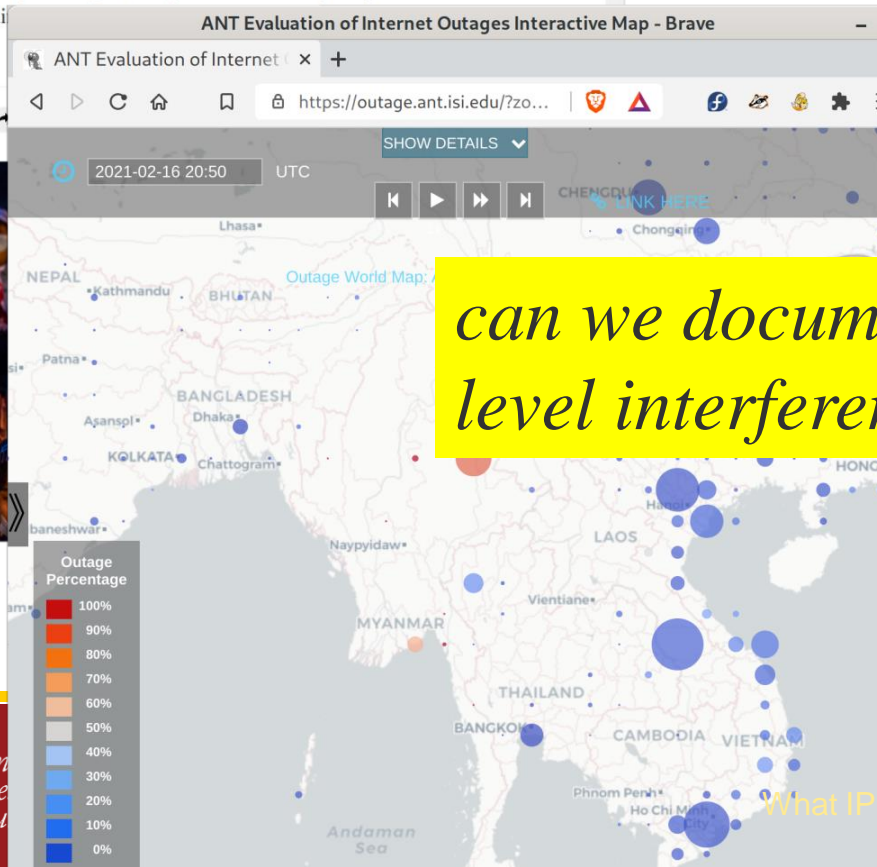 ANT Evaluation of Internet Outages Interactive Map - Brave
ANT Evaluation of Internet
https://outage.ant.isi.edu/?zo...
SHOW DETAILS
2021-02-16 20:50 UTC
CHENGDU
LINK HERE
Lhasa
Chongqing
NEPAL
Outage World Map:
Kathmandu
BHUTAN
can we docum
level interferen
Patna
BANGLADESH
Asansol
Dhaka
KOLKATA
Chattogram
HONG
Hanoi
baneshwar
Naypyidaw
LAOS
Outage
Percentage
100%
90%
80%
70%
60%
50%
40%
30%
20%
10%
0%
Vientiane
MYANMAR
THAILAND
BANGKOK
CAMBODIA
VIETNAM
Phnom Penh
What IP
Ho Chi Minh
City
Andaman
Sea